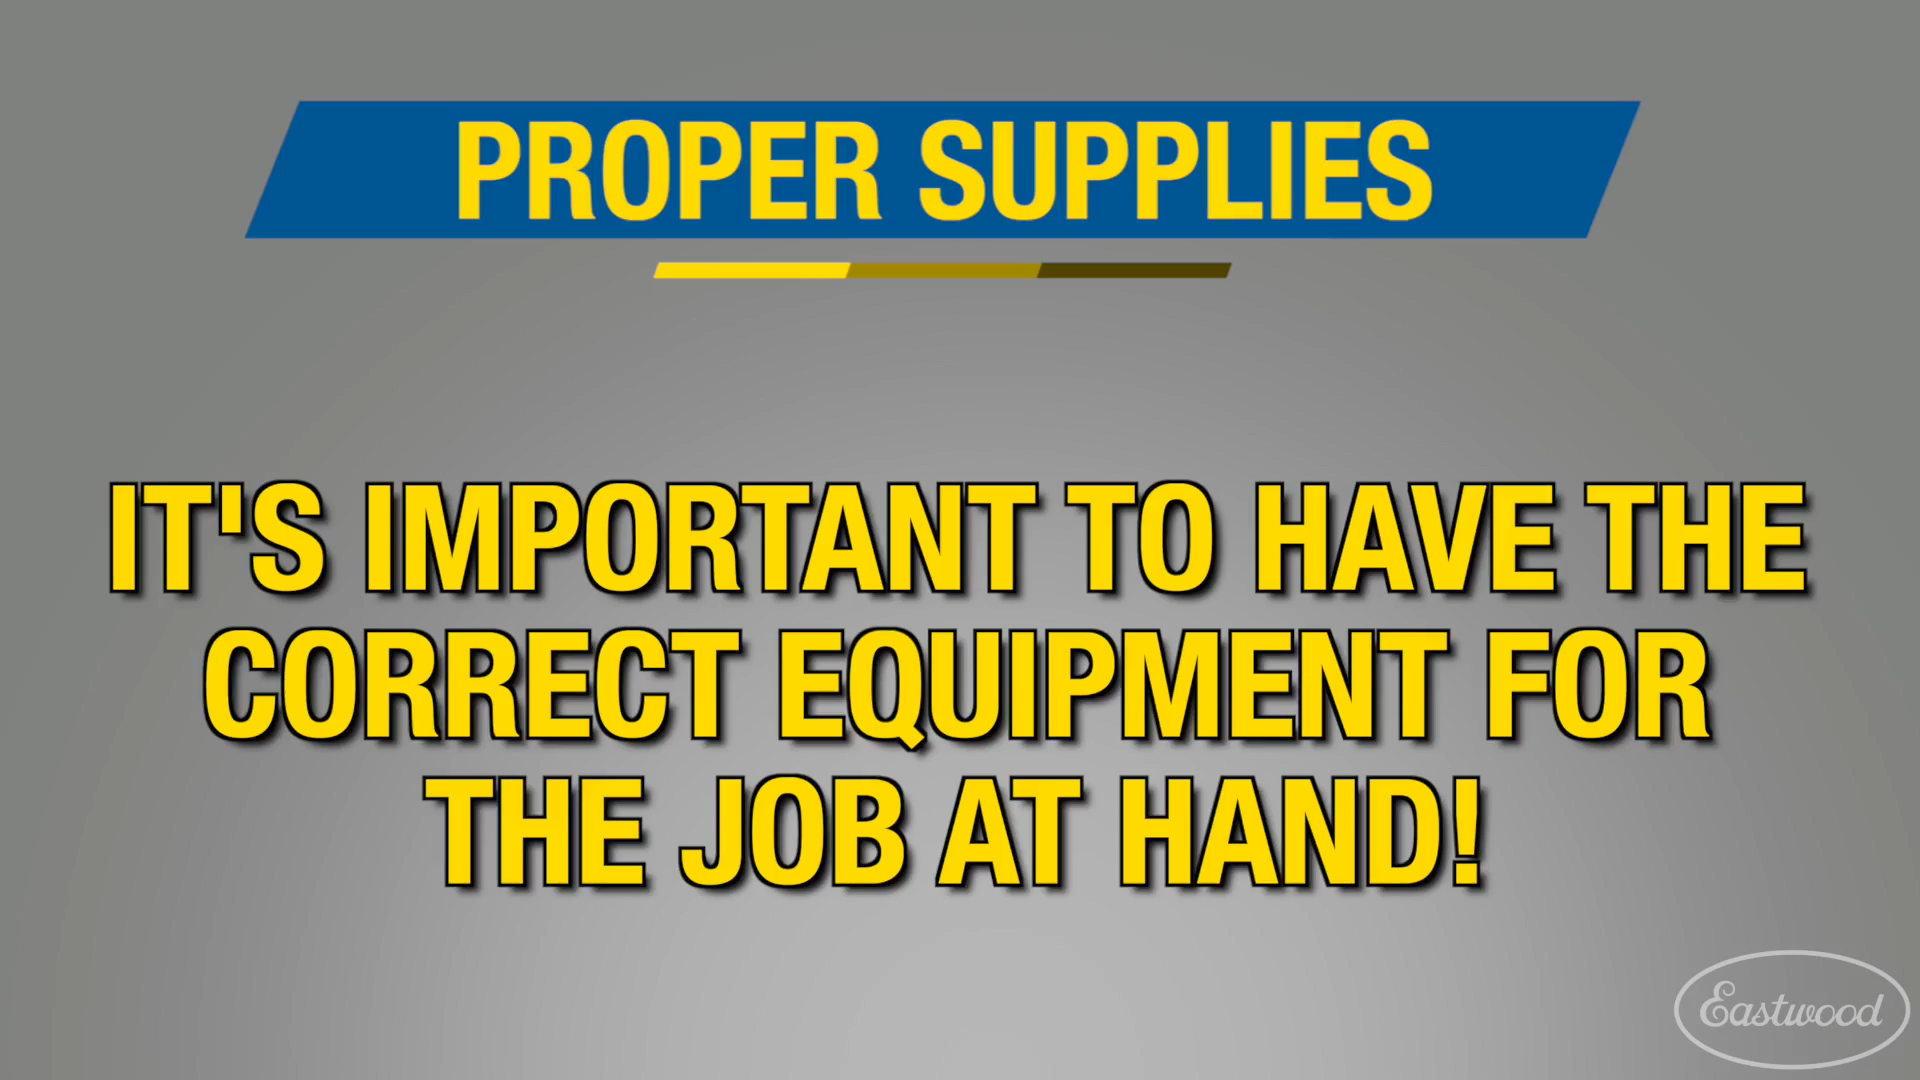 PROPER SUPPLIES
IT'S IMPORTANT TO HAVE THE
CORRECT EQUIPMENT FOR
THE JOB AT HAND!
Eastwood